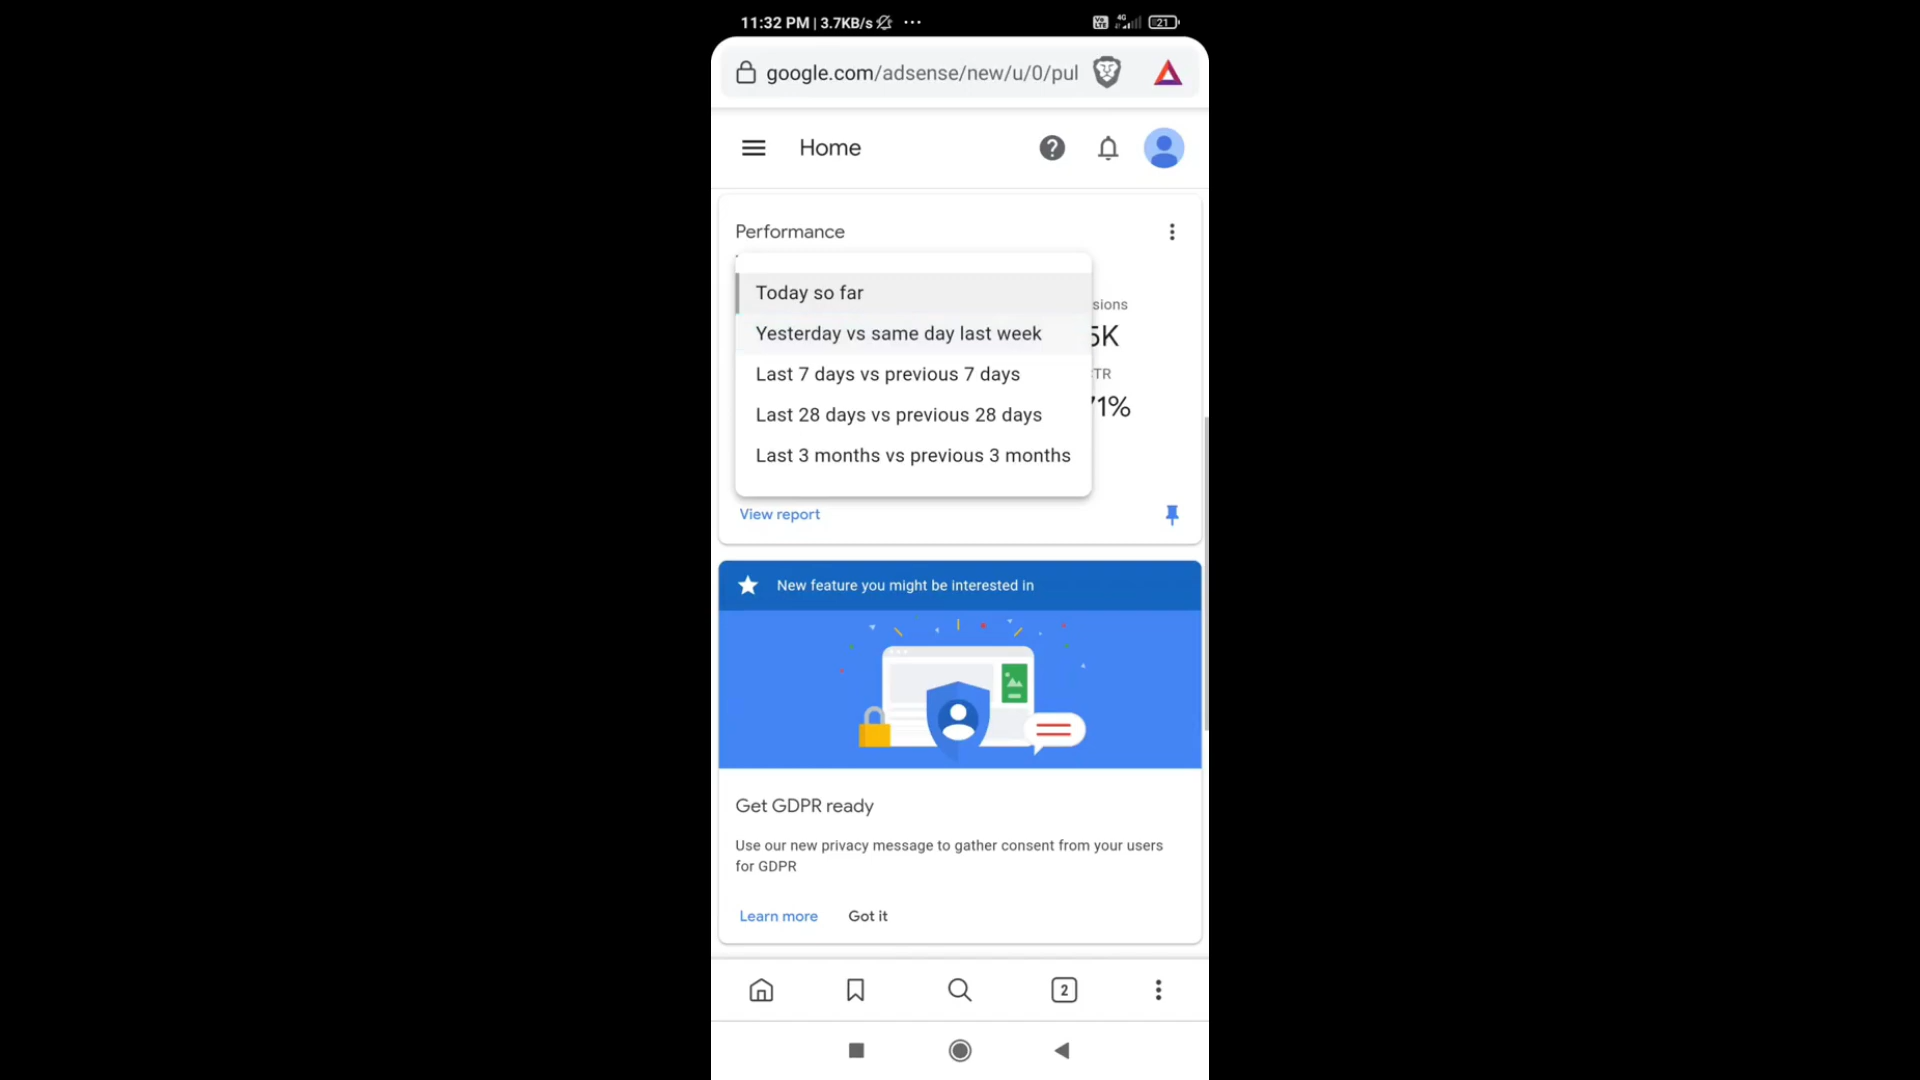 11:32 PM | 3.7KB/s ...
4G
21
google.com/adsense/new/u/0/pul
Home
Performance
Today so far
Yesterday vs same day last week
Last 7 days vs previous 7 days
Last 28 days vs previous 28 days
Last 3 months vs previous 3 months
sions
5K
TR
71%
View report
New feature you might be interested in
Get GDPR ready
Use our new privacy message to gather consent from your users
for GDPR
Learn more
Got it
2